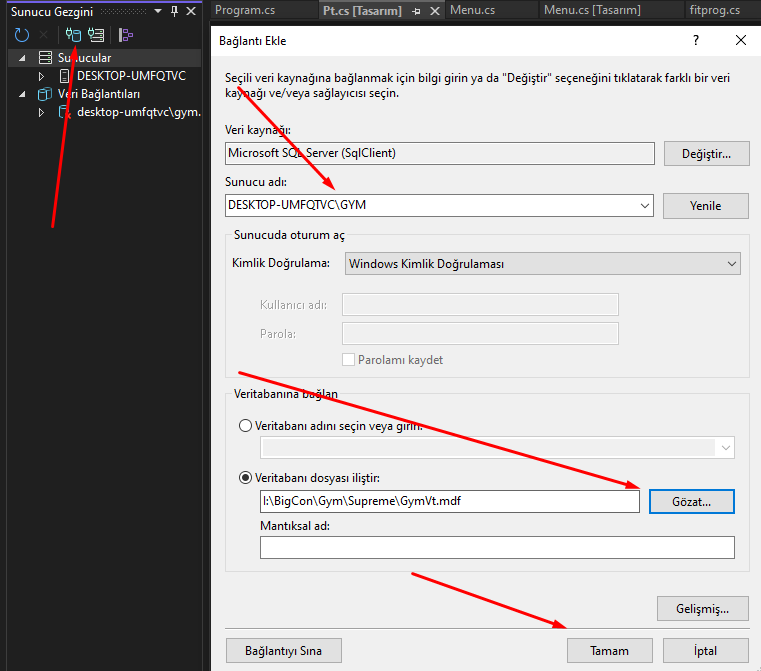 Sunucu Gezgini
Sunucular
DESKTOP-UMFQTVC
Veri Bağlantıları
desktop-umfqtvc\gym.
Program.cs
Pt.cs [Tasarım]
Menu.cs
Menu.cs [Tasarım]
fitprog.cs
Bağlantı Ekle
?
Seçili veri kaynağına bağlanmak için bilgi girin ya da "Değiştir" seçeneğini tıklatarak farklı bir veri
kaynağı ve/veya sağlayıcısı seçin.
Veri kaynağı:
Microsoft SQL Server (SqlClient)
Değiştir...
Sunucu adı:
DESKTOP-UMFQTVC\GYM
Yenile
Sunucuda oturum aç
Kimlik Doğrulama:
Windows Kimlik Doğrulaması
Kullanıcı adı:
Parola:
Parolamı kaydet
Veritabanına bağlan
Veritabanı adını seçin veya girin:
Veritabanı dosyası iliştir:
I:\BigCon\Gym\Supreme\GymVt.mdf
Gözat...
Mantıksal ad:
Gelişmiş...
Bağlantıyı Sına
Tamam
İptal